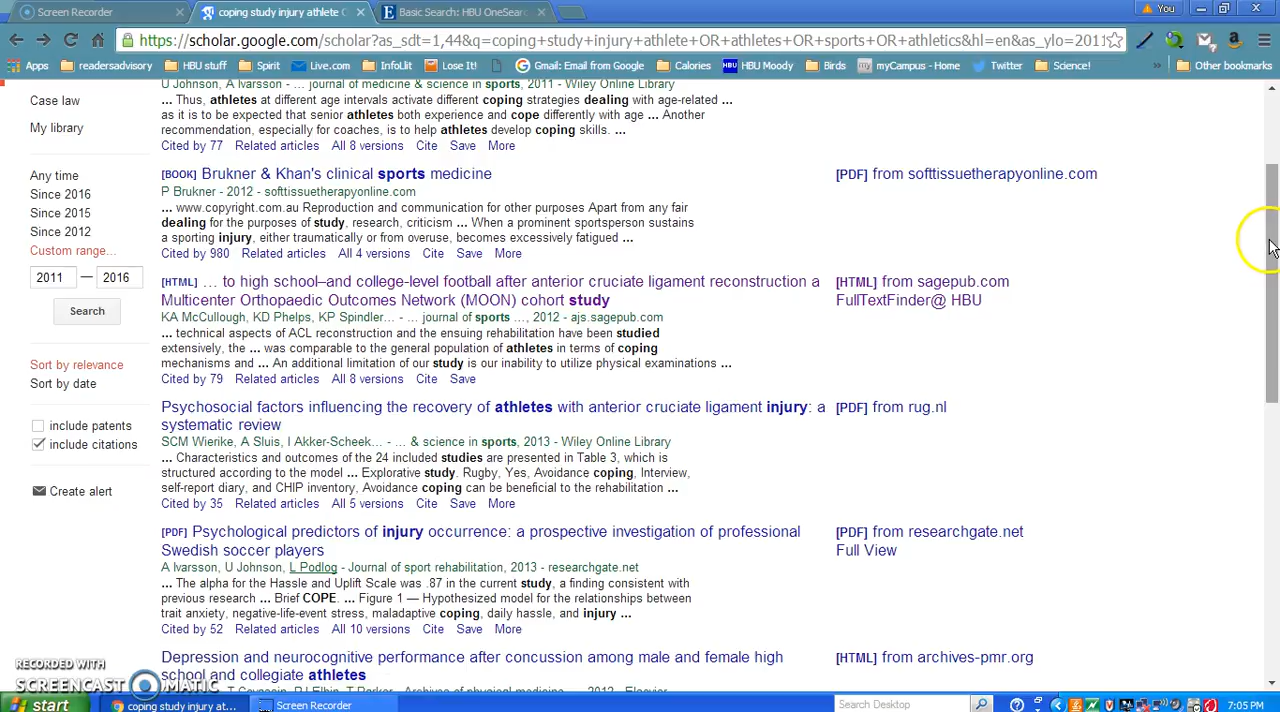 Screen Recorder
coping study injury athlete O
Basic Search: HBU OneSear
You
https://scholar.google.com/scholar?as_sdt=1,44&q=coping+study+injury+athlete+OR+athletes+OR+sports+OR+athletics&hl=en&as_ylo=2011
Apps readersadvisory HBU stuff Spirit Live.com InfoLit Lose It! Gmail: Email from Google Calories HBU HBU Moody Birds myCampus - Home Twitter Science! » Other bookmarks
Case law
My library
Any time
Since 2016
Since 2015
Since 2012
Custom range...
2011 — 2016
Search
Sort by relevance
Sort by date
include patents
include citations
Create alert
U Johnson, A Ivarsson - ... journal of medicine & science in sports, 2011 - Wiley Online Library
... Thus, athletes at different age intervals activate different coping strategies dealing with age-related ...
as it is to be expected that senior athletes both experience and cope differently with age ... Another
recommendation, especially for coaches, is to help athletes develop coping skills. ...
Cited by 77 Related articles All 8 versions Cite Save More
[BOOK] Brukner & Khan's clinical sports medicine
[PDF] from softtissuetherapyonline.com
P Brukner - 2012 - softtissuetherapyonline.com
... www.copyright.com.au Reproduction and communication for other purposes Apart from any fair
dealing for the purposes of study, research, criticism ... When a prominent sportsperson sustains
a sporting injury, either traumatically or from overuse, becomes excessively fatigued ...
Cited by 980 Related articles All 4 versions Cite Save More
[HTML] ... to high school–and college-level football after anterior cruciate ligament reconstruction a
[HTML] from sagepub.com
Multicenter Orthopaedic Outcomes Network (MOON) cohort study
FullTextFinder@ HBU
KA McCullough, KD Phelps, KP Spindler... - ... journal of sports ..., 2012 - ajs.sagepub.com
... technical aspects of ACL reconstruction and the ensuing rehabilitation have been studied
extensively, the ... was comparable to the general population of athletes in terms of coping
mechanisms and ... An additional limitation of our study is our inability to utilize physical examinations ...
Cited by 79 Related articles All 8 versions Cite Save
Psychosocial factors influencing the recovery of athletes with anterior cruciate ligament injury: a
[PDF] from rug.nl
systematic review
SCM Wierike, A Sluis, I Akker-Scheek... - ... & science in sports, 2013 - Wiley Online Library
... Characteristics and outcomes of the 24 included studies are presented in Table 3, which is
structured according to the model ... Explorative study. Rugby, Yes, Avoidance coping, Interview,
self-report diary, and CHIP inventory, Avoidance coping can be beneficial to the rehabilitation ...
Cited by 35 Related articles All 5 versions Cite Save More
[PDF] Psychological predictors of injury occurrence: a prospective investigation of professional
[PDF] from researchgate.net
Swedish soccer players
Full View
A Ivarsson, U Johnson, L Podlog - Journal of sport rehabilitation, 2013 - researchgate.net
... The alpha for the Hassle and Uplift Scale was .87 in the current study, a finding consistent with
previous research ... Brief COPE. ... Figure 1 — Hypothesized model for the relationships between
trait anxiety, negative-life-event stress, maladaptive coping, daily hassle, and injury ...
Cited by 52 Related articles All 10 versions Cite Save More
Depression and neurocognitive performance after concussion among male and female high
[HTML] from archives-pmr.org
school and collegiate athletes
RECORDED WITH
SCREENCAST MATIC
start
coping study injury at...
Screen Recorder
Search Desktop
7:05 PM